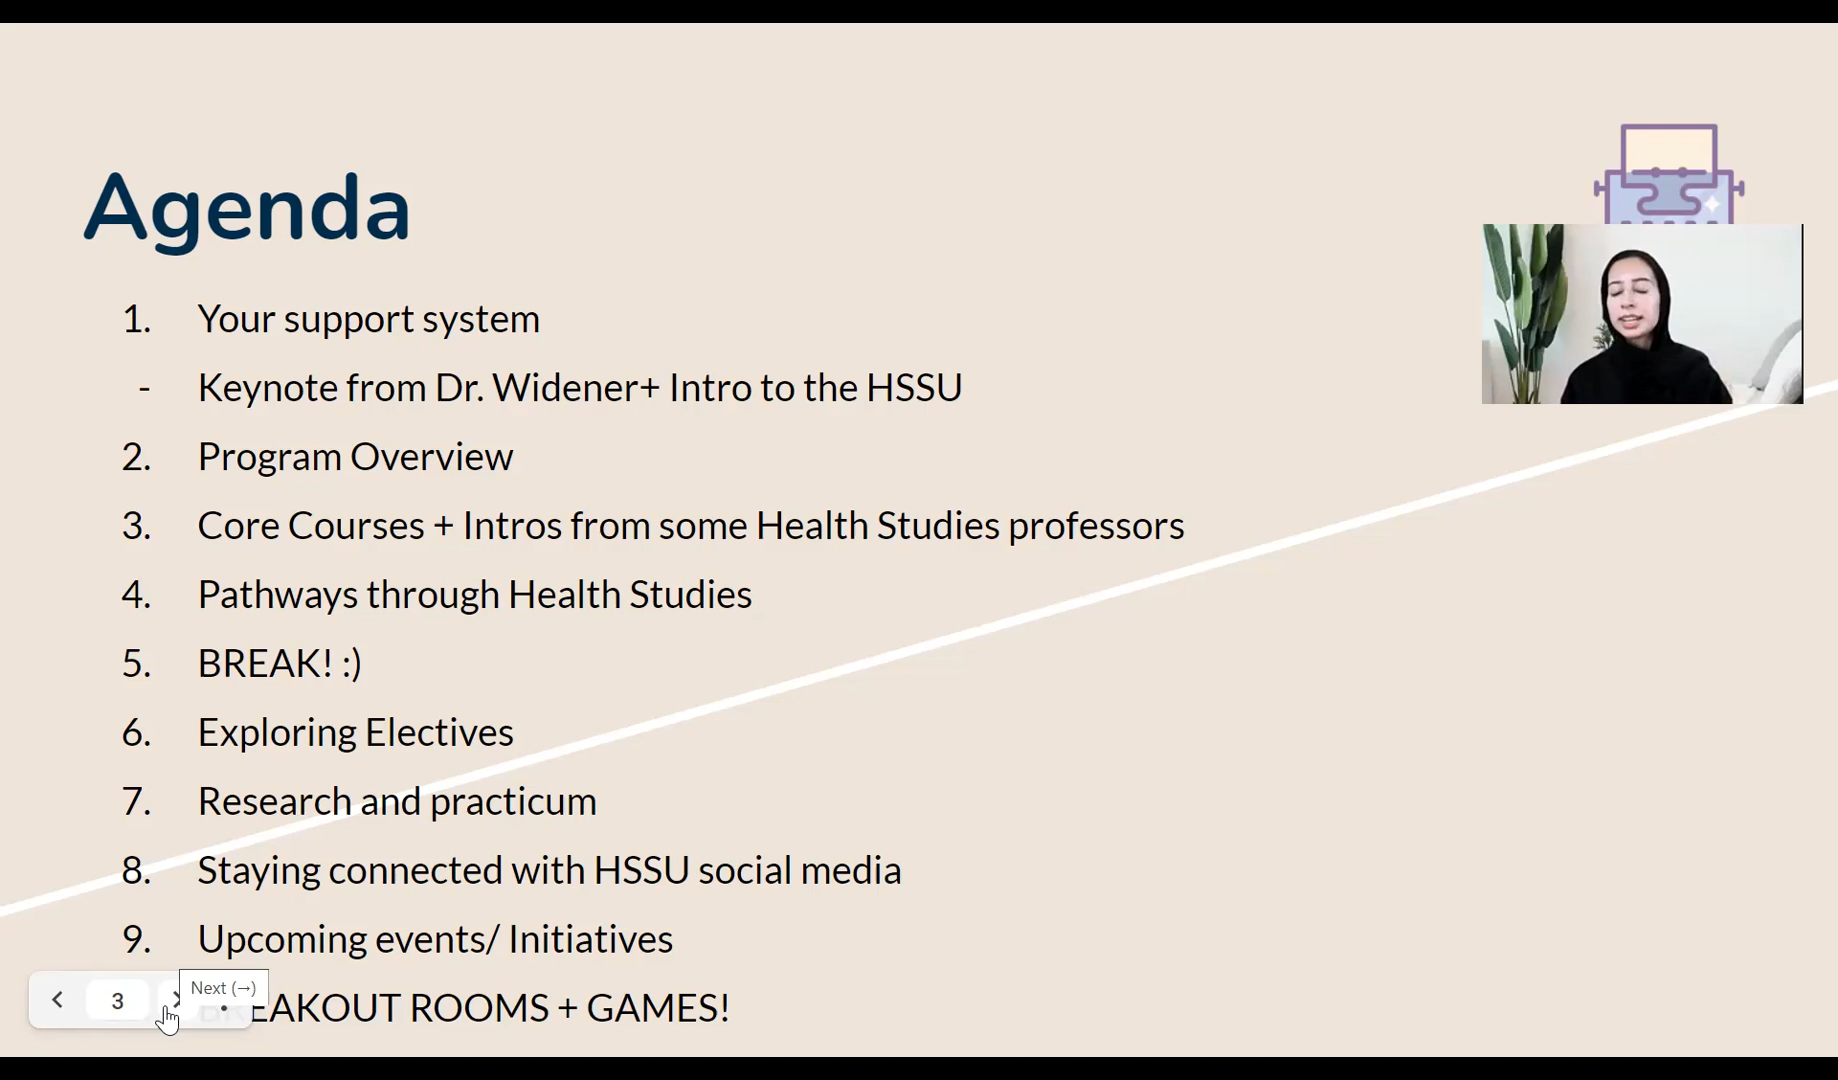 Agenda
1. Your support system
- Keynote from Dr. Widener+ Intro to the HSSU
2. Program Overview
3. Core Courses + Intros from some Health Studies professors
4. Pathways through Health Studies
5. BREAK! :)
6. Exploring Electives
7. Research and practicum
8. Staying connected with HSSU social media
9. Upcoming events/ Initiatives
Next (→)
3
BREAKOUT ROOMS + GAMES!